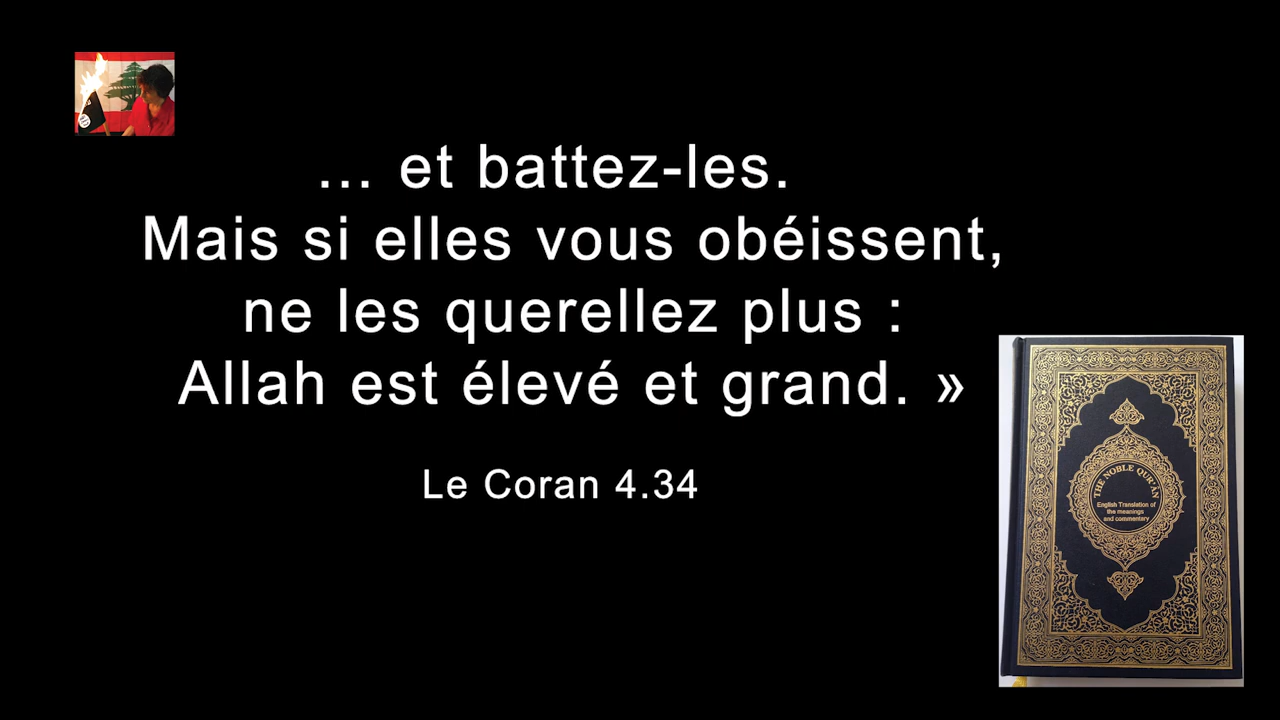 ... et battez-les.
Mais si elles vous obéissent,
ne les querellez plus :
Allah est élevé et grand. »
Le Coran 4.34
THE NOBLE QUR'AN
English Translation of
the meanings
and commentary